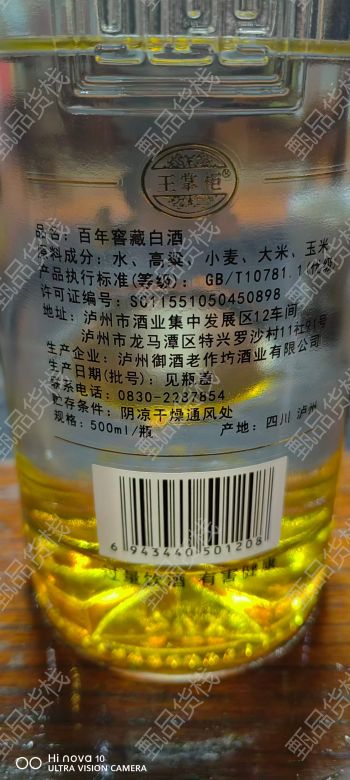 王掌柜®
品名：百年窖藏白酒
原料成分：水、高粱、小麦、大米、玉米
产品执行标准(等级)：GB/T10781.1(优级
许可证编号：SC11551050450898
地址：泸州市酒业集中发展区12车间
泸州市龙马潭区特兴罗沙村11社91号
生产企业：泸州御酒老作坊酒业有限公司
生产日期(批号)：见瓶盖
联系电话：0830-2237854
贮存条件：阴凉干燥通风处
规格：500ml/瓶 产地：四川 泸州
6 943440 501208
过量饮酒 有害健康
甄品货栈
Hi nova 10
ULTRA VISION CAMERA